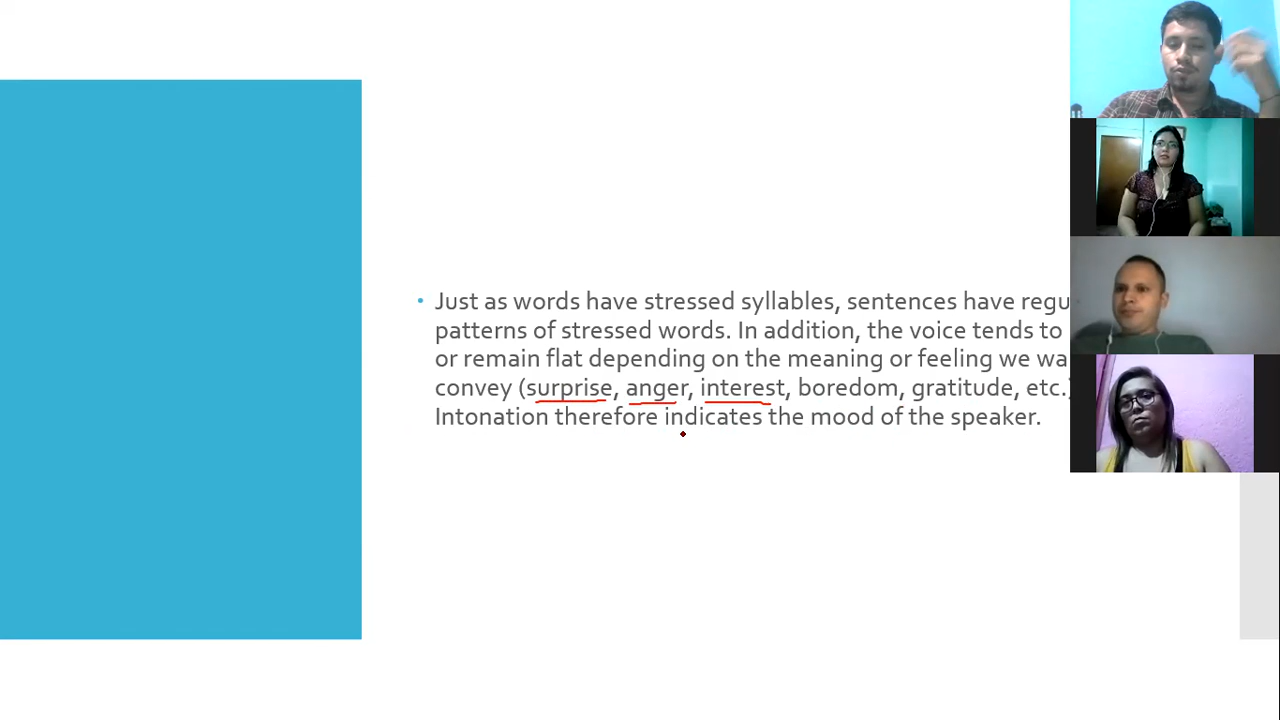 Just as words have stressed syllables, sentences have
patterns of stressed words. In addition, the voice tends to
or remain flat depending on the meaning or feeling we
convey (surprise, anger, interest, boredom, gratitude, etc.)
Intonation therefore indicates the mood of the speaker.